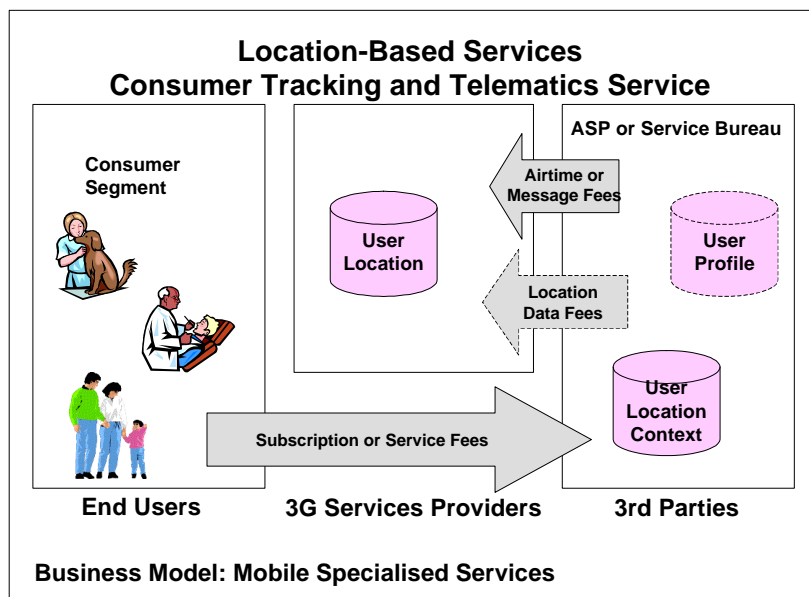 Location-Based Services
Consumer Tracking and Telematics Service
Consumer
Segment
User
Location
ASP or Service Bureau
Airtime or
Message Fees
User
Profile
Location
Data Fees
User
Location
Context
Subscription or Service Fees
End Users
3G Services Providers
3rd Parties
Business Model: Mobile Specialised Services